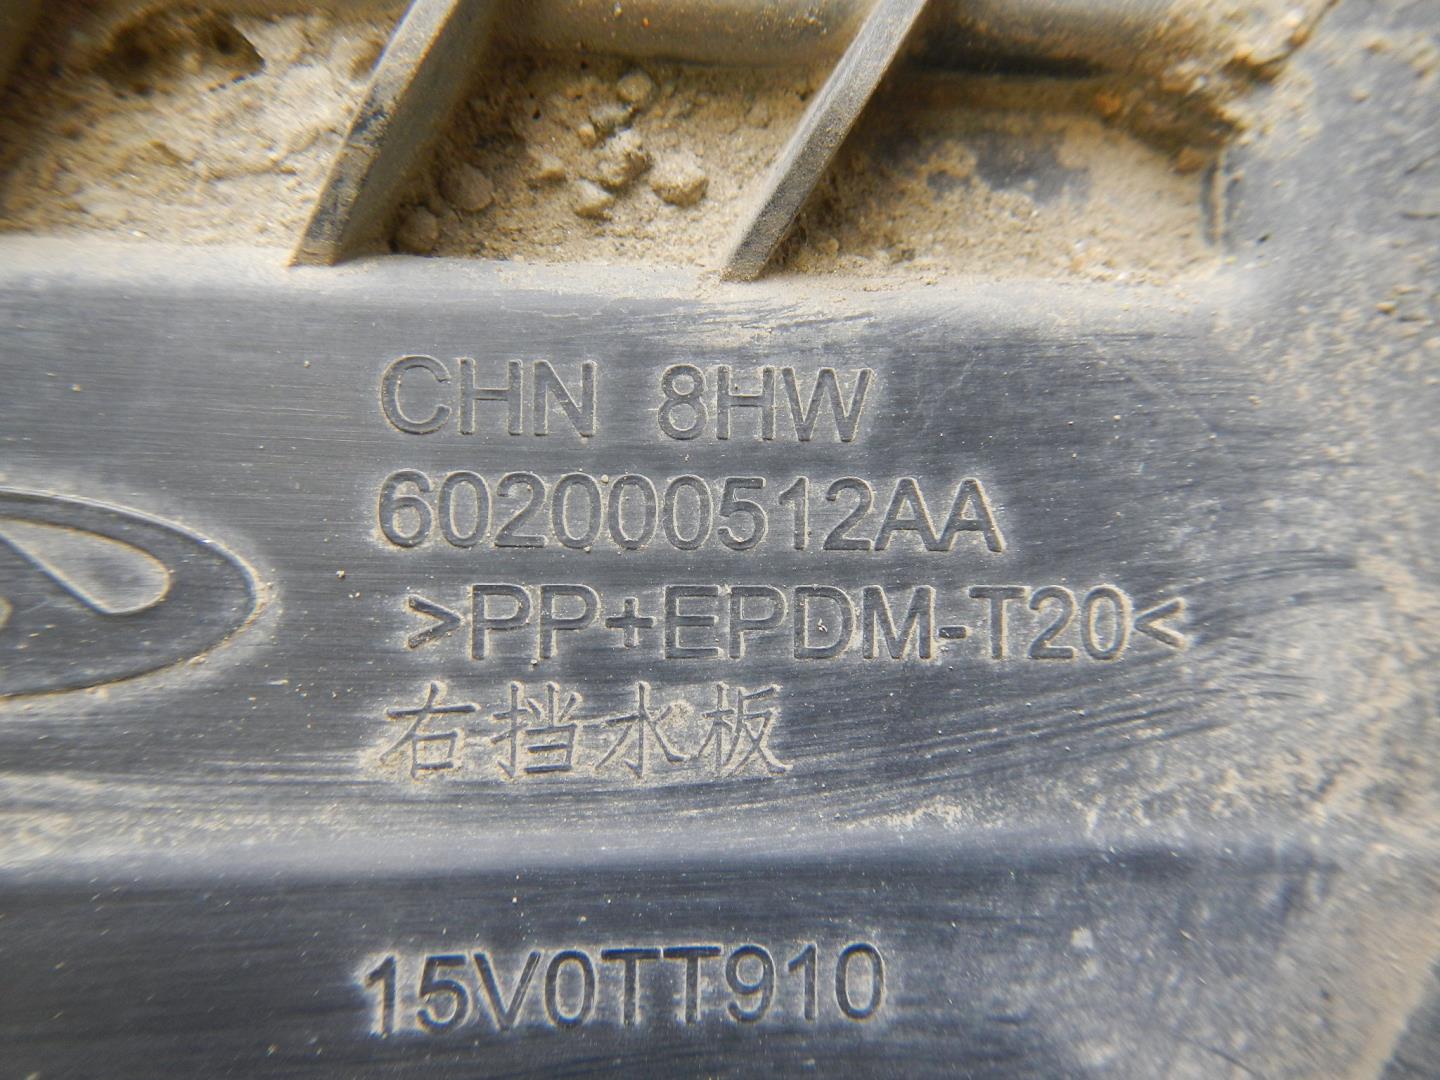 CHN 8HW
602000512AA
>PP+EPDM-T20<
右挡水板
15V0TT910